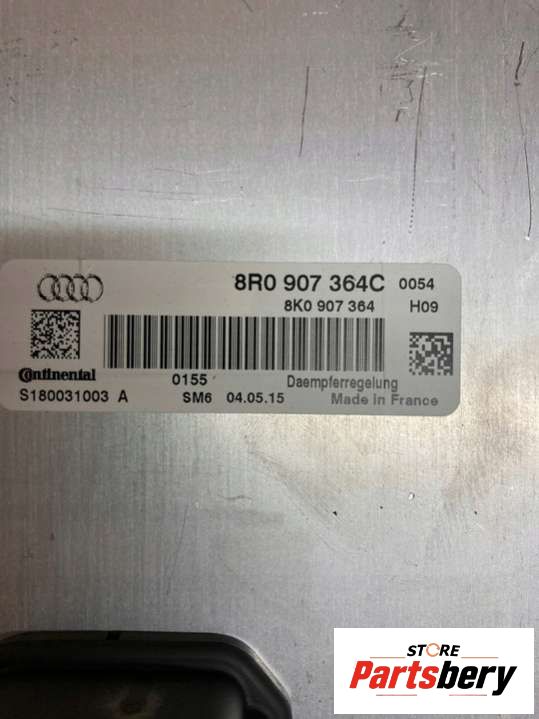 8R0 907 364C 0054
8K0 907 364 H09
Continental 0155 Daempferregelung
S180031003 A SM6 04.05.15 Made in France
STORE
Partsbery